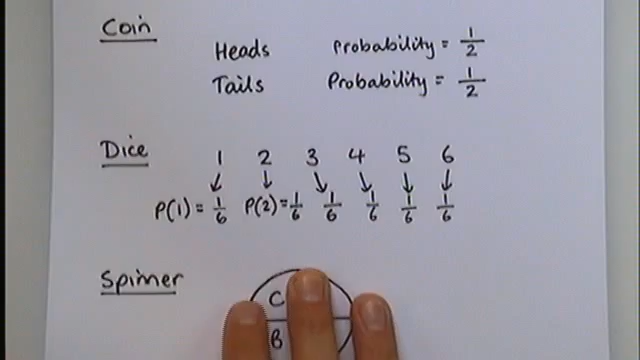 Coin
Heads Probability = 1/2
Tails Probability = 1/2
Dice 1 2 3 4 5 6
P(1) = 1/6 P(2) = 1/6 1/6 1/6 1/6 1/6
Spinner
C
B